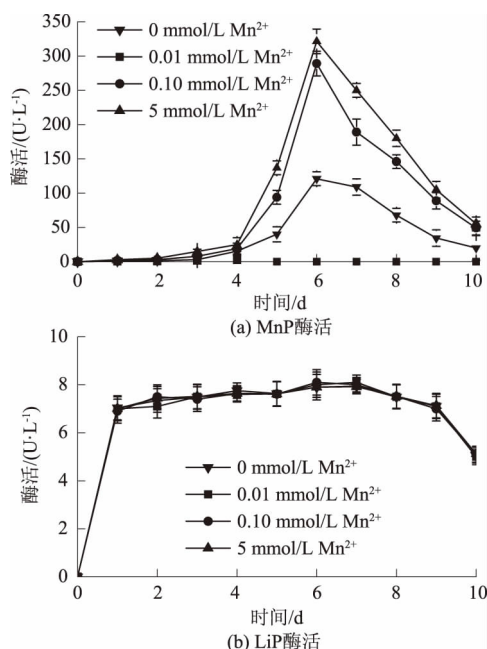 350
300
250
200
150
100
50
0
酶活/(U·L⁻¹)
0 mmol/L Mn²⁺
0.01 mmol/L Mn²⁺
0.10 mmol/L Mn²⁺
5 mmol/L Mn²⁺
0 2 4 6 8 10
时间/d
(a) MnP酶活
10
8
6
4
2
0
酶活/(U·L⁻¹)
0 mmol/L Mn²⁺
0.01 mmol/L Mn²⁺
0.10 mmol/L Mn²⁺
5 mmol/L Mn²⁺
0 2 4 6 8 10
时间/d
(b) LiP酶活